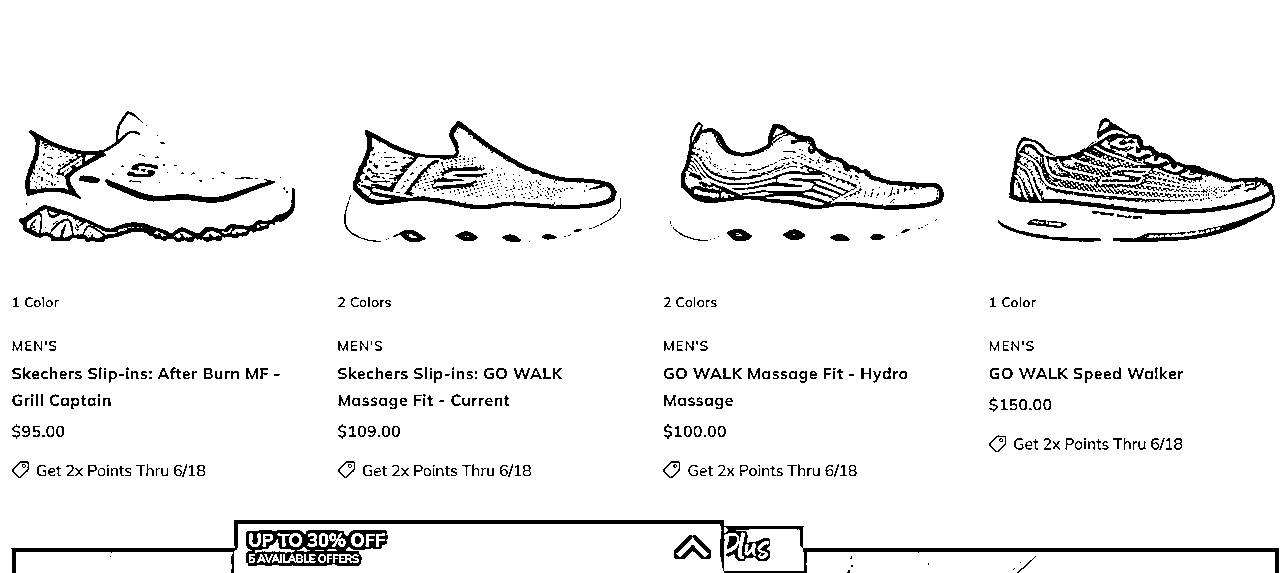 1 Color
MEN'S
Skechers Slip-ins: After Burn MF -
Grill Captain
$95.00
Get 2x Points Thru 6/18
2 Colors
MEN'S
Skechers Slip-ins: GO WALK
Massage Fit - Current
$109.00
Get 2x Points Thru 6/18
2 Colors
MEN'S
GO WALK Massage Fit - Hydro
Massage
$100.00
Get 2x Points Thru 6/18
1 Color
MEN'S
GO WALK Speed Walker
$150.00
Get 2x Points Thru 6/18
UP TO 30% OFF
5 AVAILABLE OFFERS
Plus